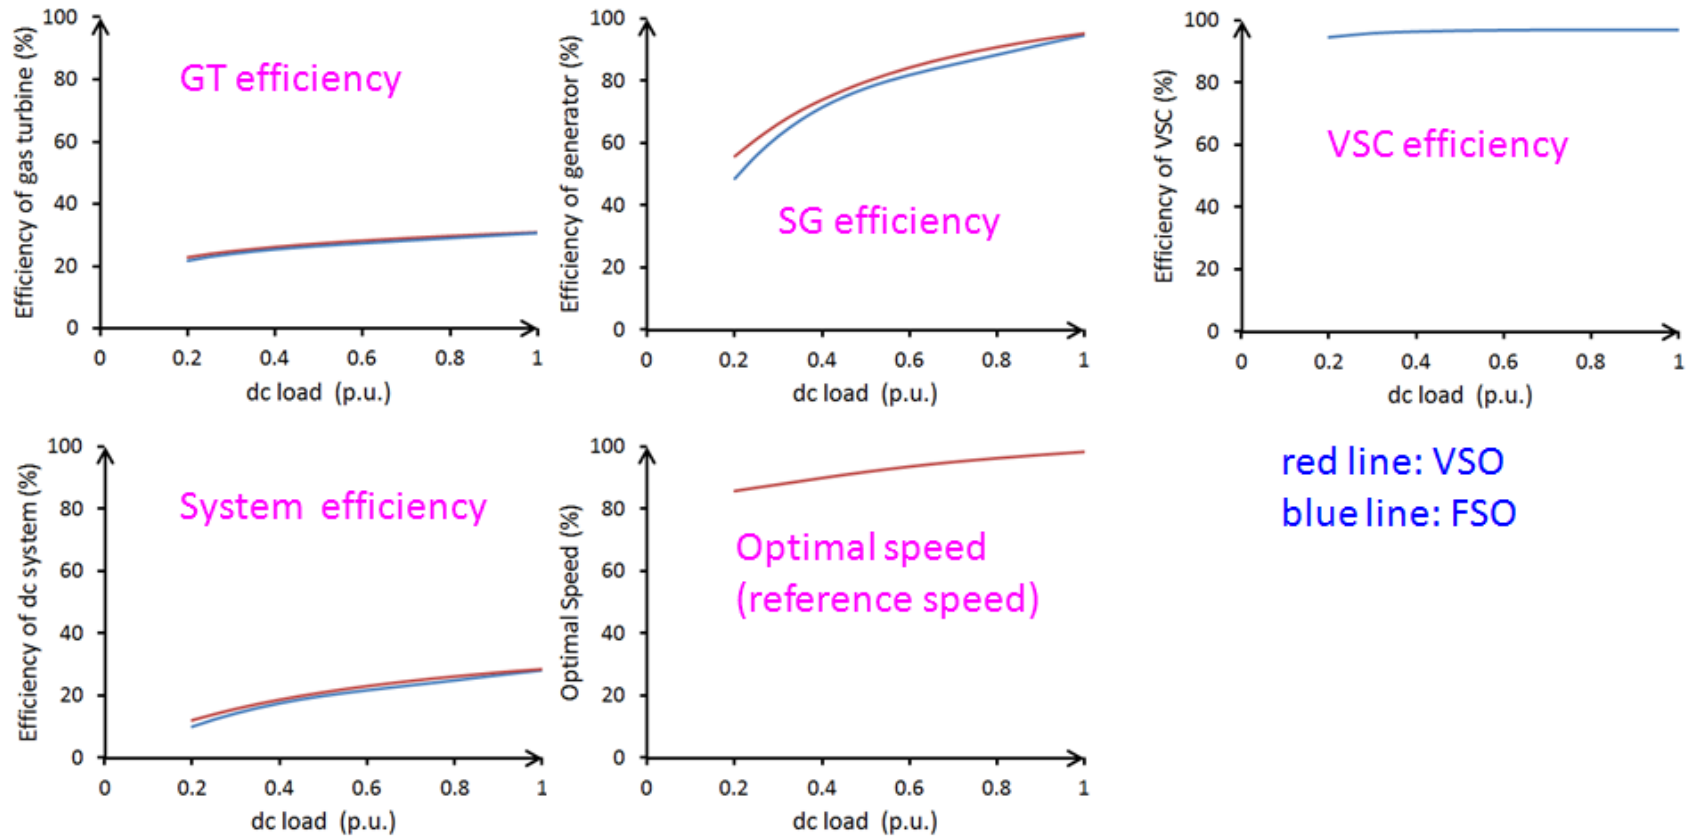 Efficiency of gas turbine (%)
100
80
60
40
20
0
GT efficiency
0 0.2 0.4 0.6 0.8 1
dc load (p.u.)
Efficiency of generator (%)
100
80
60
40
20
0
SG efficiency
0 0.2 0.4 0.6 0.8 1
dc load (p.u.)
Efficiency of VSC (%)
100
80
60
40
20
0
VSC efficiency
0 0.2 0.4 0.6 0.8 1
dc load (p.u.)
Efficiency of dc system (%)
100
80
60
40
20
0
System efficiency
0 0.2 0.4 0.6 0.8 1
dc load (p.u.)
Optimal Speed (%)
100
80
60
40
20
0
Optimal speed
(reference speed)
0 0.2 0.4 0.6 0.8 1
dc load (p.u.)
red line: VSO
blue line: FSO